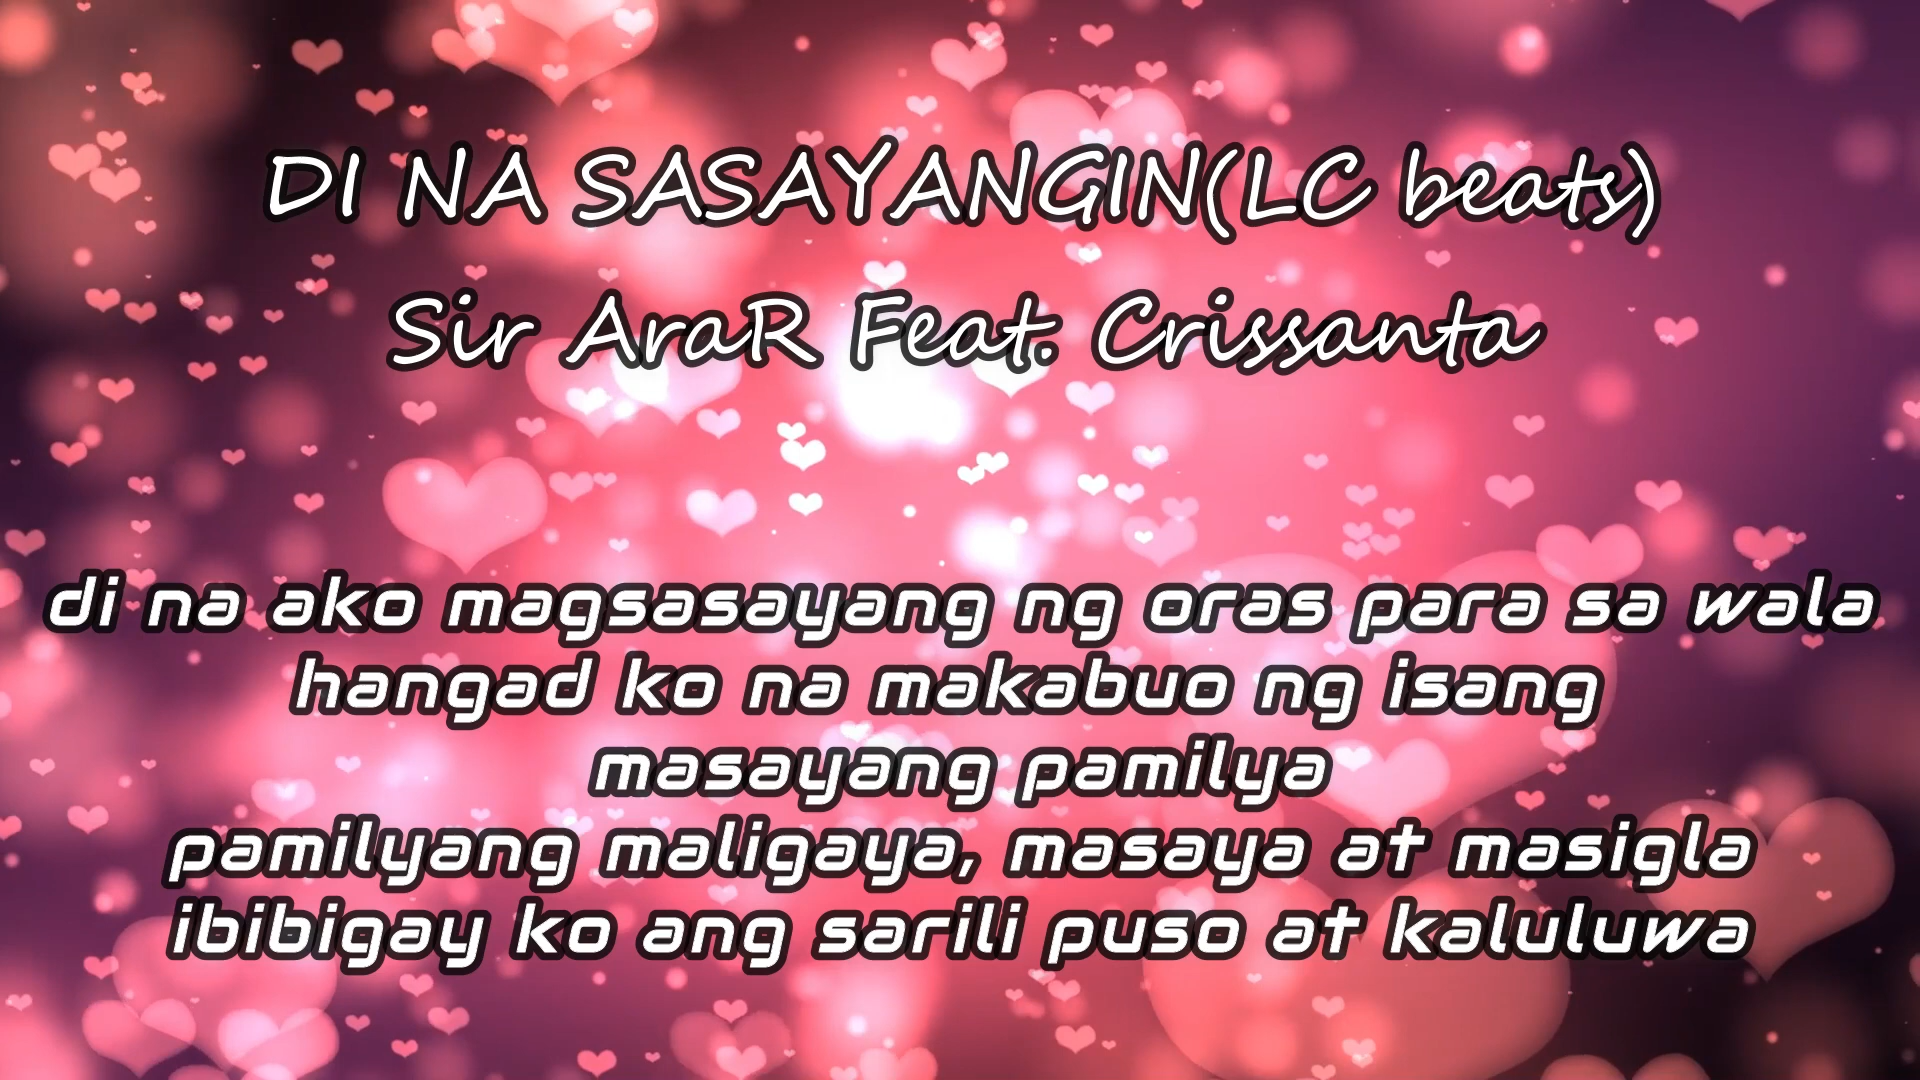 DI NA SASAYANGIN(LC beats)
Sir AraR Feat. Crissanta
di na ako magsasayang ng oras para sa wala
hangad ko na makabuo ng isang
masayang pamilya
pamilyang maligaya, masaya at masigla
ibibigay ko ang sarili puso at kaluluwa